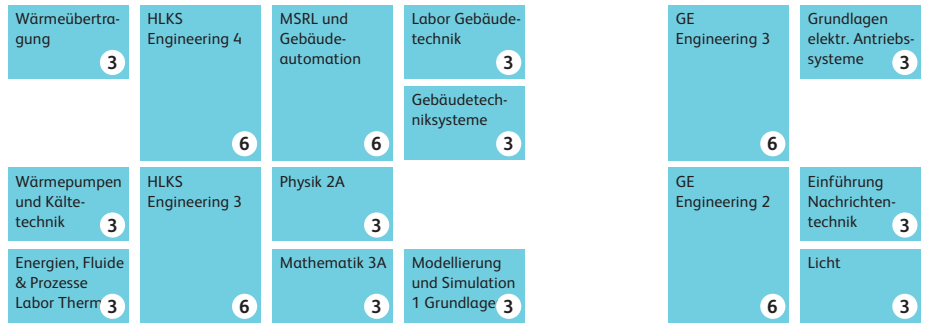 Wärmeübertra-
gung
3
HLKS
Engineering 4
6
MSRL und
Gebäude-
automation
6
Labor Gebäude-
technik
3
Gebäudetech-
niksysteme
3
GE
Engineering 3
6
Grundlagen
elektr. Antriebs-
systeme
3
Wärmepumpen
und Kälte-
technik
3
HLKS
Engineering 3
6
Physik 2A
3
GE
Engineering 2
6
Einführung
Nachrichten-
technik
3
Energien, Fluide
& Prozesse
Labor Therm
3
Mathematik 3A
3
Modellierung
und Simulation
1 Grundlage
3
Licht
3